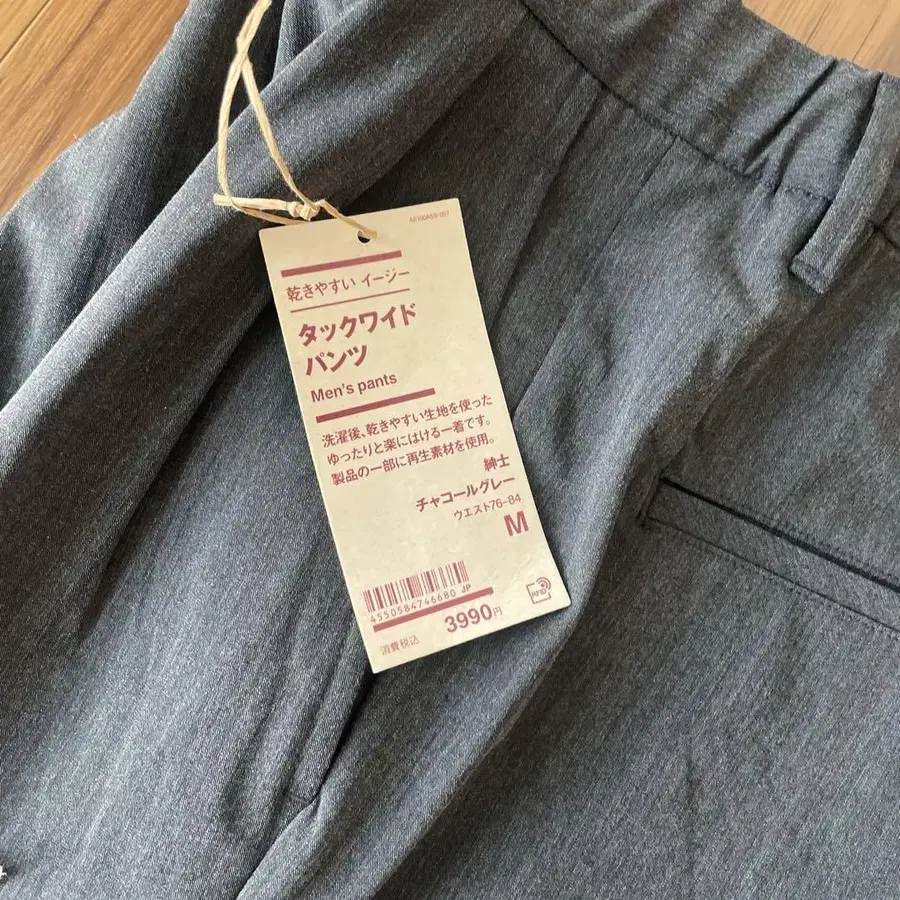 AK100A5S-057
乾きやすい イージー
タックワイド
パンツ
Men's pants
洗濯後、乾きやすい生地を使った
ゆったりと楽にはける一着です。
製品の一部に再生素材を使用。
紳士
チャコールグレー
ウエスト76-84
M
4550584746680 JP
3990円
消費税込
RFID